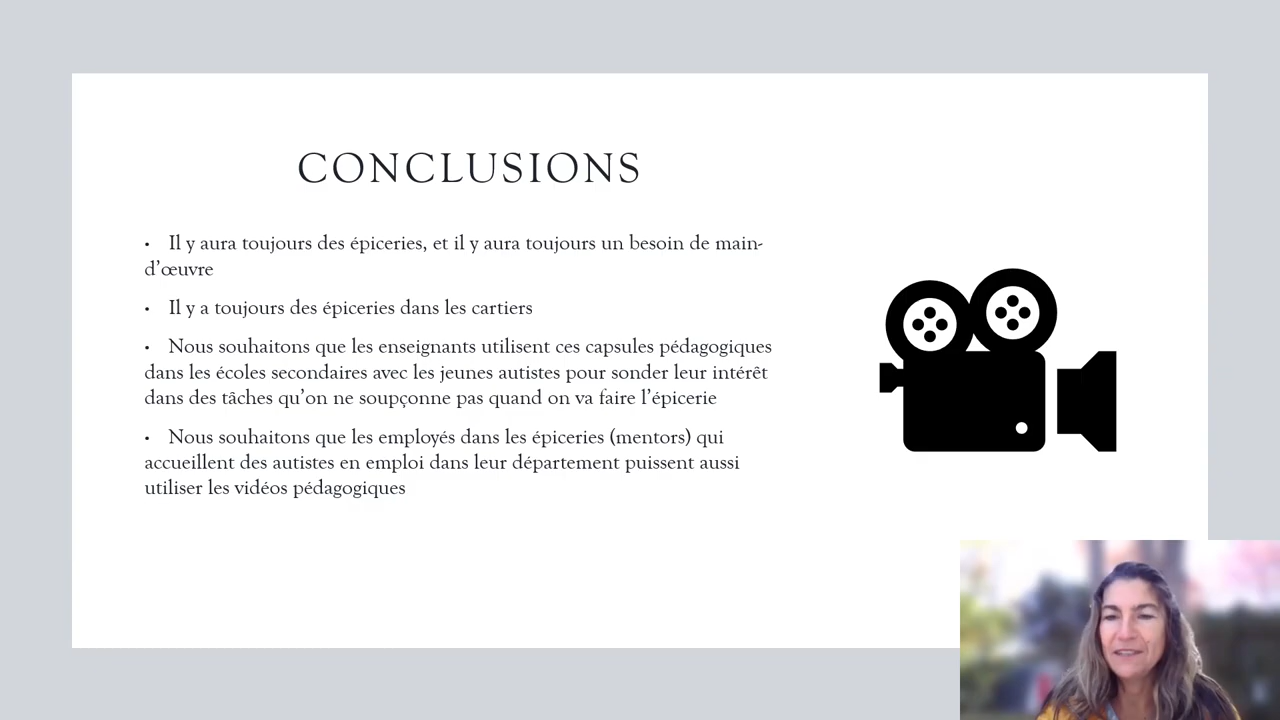 CONCLUSIONS
• Il y aura toujours des épiceries, et il y aura toujours un besoin de main-
d’œuvre
• Il y a toujours des épiceries dans les cartiers
• Nous souhaitons que les enseignants utilisent ces capsules pédagogiques
dans les écoles secondaires avec les jeunes autistes pour sonder leur intérêt
dans des tâches qu’on ne soupçonne pas quand on va faire l’épicerie
• Nous souhaitons que les employés dans les épiceries (mentors) qui
accueillent des autistes en emploi dans leur département puissent aussi
utiliser les vidéos pédagogiques